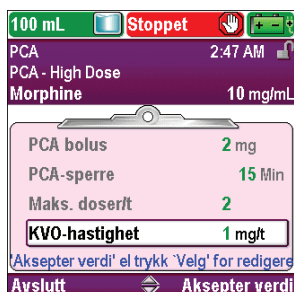 100 mL Stoppet
PCA 2:47 AM
PCA - High Dose
Morphine 10 mg/mL
PCA bolus 2 mg
PCA-sperre 15 Min
Maks. doser/t 2
KVO-hastighet 1 mg/t
'Aksepter verdi' el trykk `Velg' for redigere
Avslutt Aksepter verdi